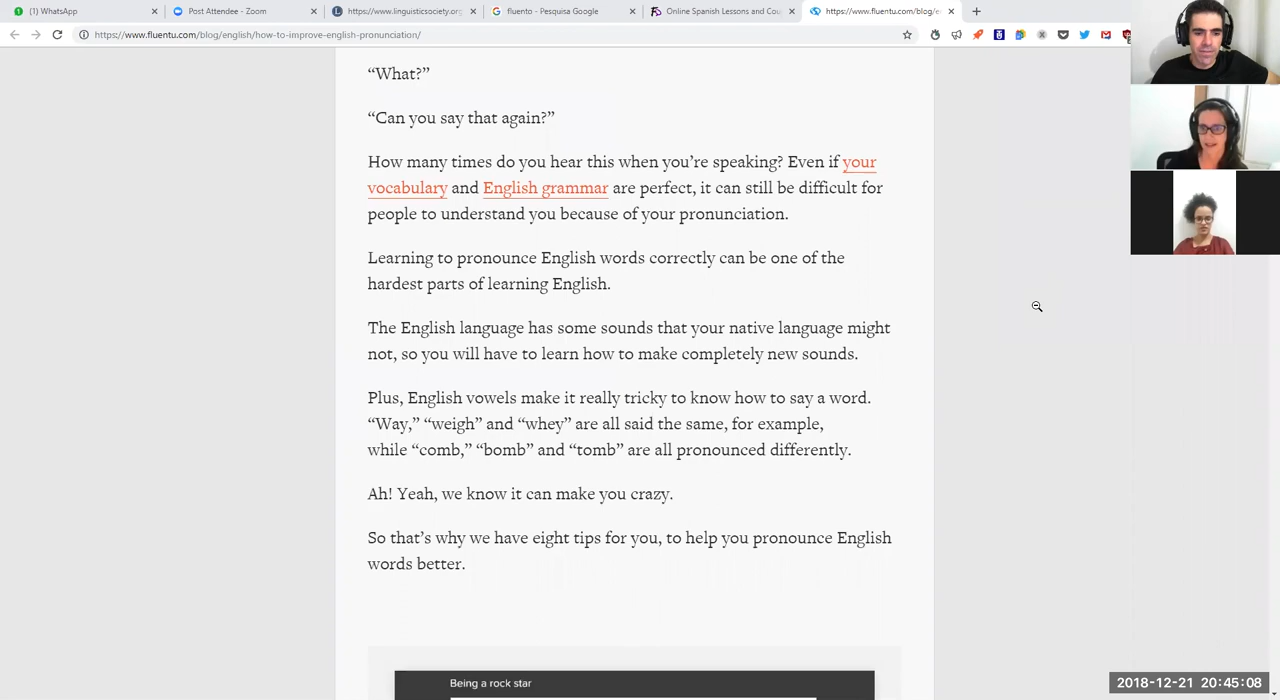 (1) WhatsApp
Post Attendee - Zoom
https://www.linguisticsociety.org
fluento - Pesquisa Google
Online Spanish Lessons and Cou
https://www.fluentu.com/blog/e
https://www.fluentu.com/blog/english/how-to-improve-english-pronunciation/
“What?”
“Can you say that again?”
How many times do you hear this when you’re speaking? Even if your
vocabulary and English grammar are perfect, it can still be difficult for
people to understand you because of your pronunciation.
Learning to pronounce English words correctly can be one of the
hardest parts of learning English.
The English language has some sounds that your native language might
not, so you will have to learn how to make completely new sounds.
Plus, English vowels make it really tricky to know how to say a word.
“Way,” “weigh” and “whey” are all said the same, for example,
while “comb,” “bomb” and “tomb” are all pronounced differently.
Ah! Yeah, we know it can make you crazy.
So that’s why we have eight tips for you, to help you pronounce English
words better.
Being a rock star
2018-12-21 20:45:08